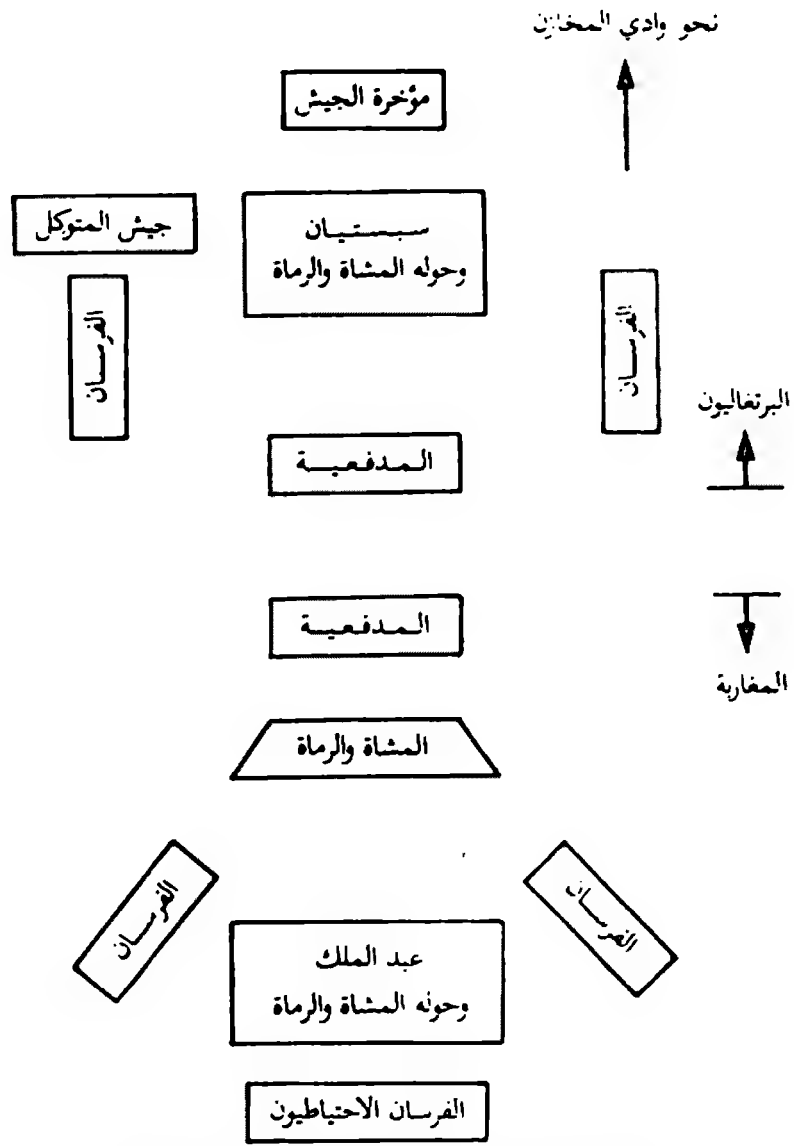 نحو وادي المخازن
مؤخرة الجيش
جيش المتوكل
سبستيان
وحوله المشاة والرماة
الفرسان
الفرسان
البرتغاليون
المدفعية
المدفعية
المغاربة
المشاة والرماة
الفرسان
الفرسان
عبد الملك
وحوله المشاة والرماة
الفرسان الاحتياطيون